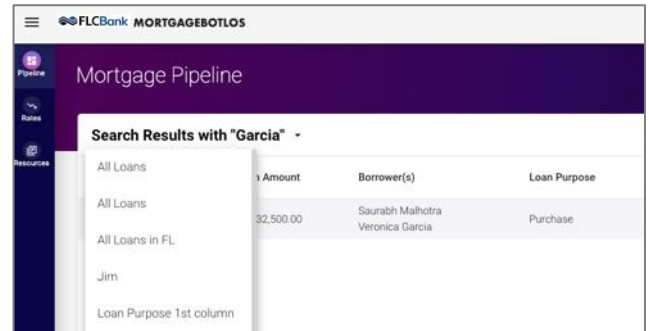 FLCBank MORTGAGEBOTLOS
Pipeline
Mortgage Pipeline
Rates
Search Results with "Garcia"
Resources
All Loans
Amount
Borrower(s)
Loan Purpose
All Loans
32,500.00
Saurabh Malhotra
Veronica Garcia
Purchase
All Loans in FL
Jim
Loan Purpose 1st column